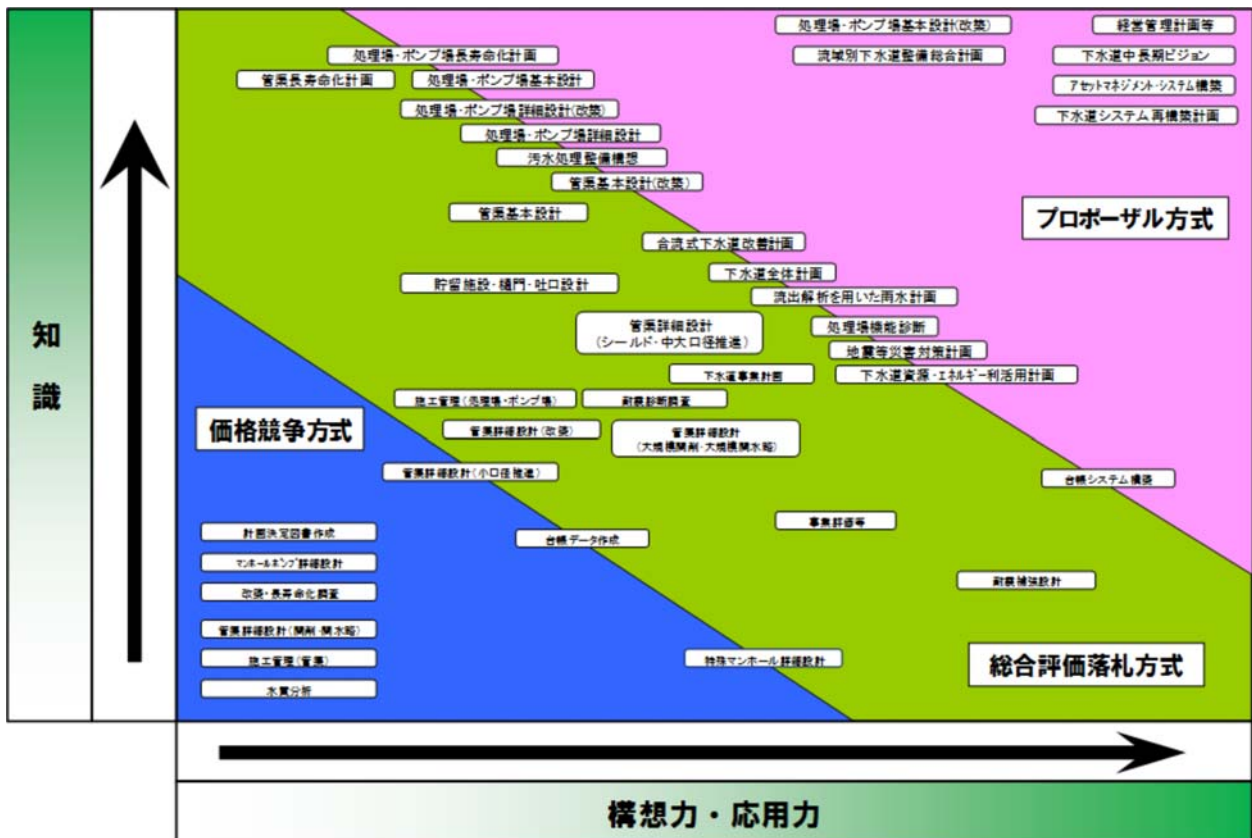 処理場・ポンプ場基本設計(改築)
経営管理計画等
処理場・ポンプ場長寿命化計画
流域別下水道整備総合計画
下水道中長期ビジョン
管渠長寿命化計画
処理場・ポンプ場基本設計
アセットマネジメント・システム構築
処理場・ポンプ場詳細設計(改築)
下水道システム再構築計画
処理場・ポンプ場詳細設計
汚水処理整備構想
管渠基本設計(改築)
管渠基本設計
プロポーザル方式
合流式下水道改善計画
下水道全体計画
貯留施設・樋門・吐口設計
流出解析を用いた雨水計画
管渠詳細設計
(シールド・中大口径推進)
処理場機能診断
地震等災害対策計画
下水道事業計画
下水道資源・エネルギー利活用計画
知
識
施工管理(処理場・ポンプ場)
耐震診断調査
価格競争方式
管渠詳細設計(改築)
管渠詳細設計
(大規模開削・大規模開水路)
管渠詳細設計(小口径推進)
台帳システム構築
事業評価等
計画決定図書作成
台帳データ作成
マンホールポンプ詳細設計
耐震補強設計
改築・長寿命化調査
管渠詳細設計(開削・開水路)
施工管理(管渠)
特殊マンホール詳細設計
総合評価落札方式
水質分析
構想力・応用力